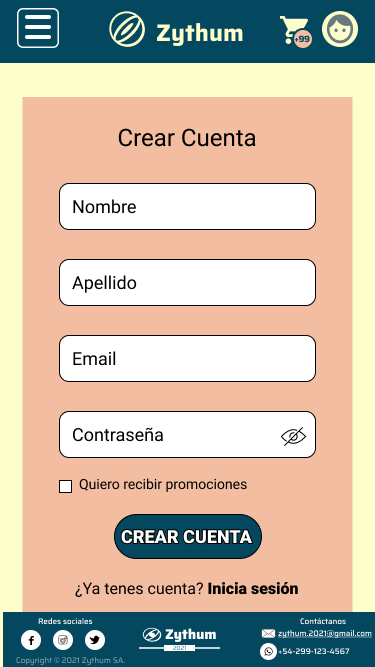 Zythum
+99
Crear Cuenta
Nombre
Apellido
Email
Contraseña
Quiero recibir promociones
CREAR CUENTA
¿Ya tenes cuenta? Inicia sesión
Redes sociales
Zythum
2021
Contáctanos
zythum.2021@gmail.com
+54-299-123-4567
Copyright © 2021 Zythum SA.